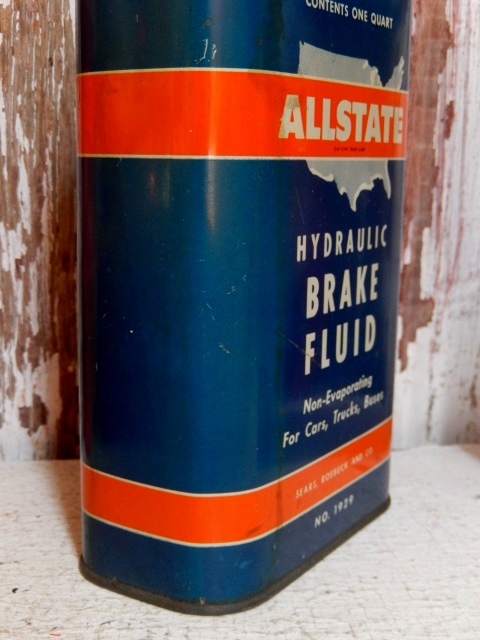 CONTENTS ONE QUART
ALLSTATE
HYDRAULIC
BRAKE
FLUID
Non-Evaporating
For Cars, Trucks, Buses
SEARS, ROEBUCK AND CO.
NO. 1929